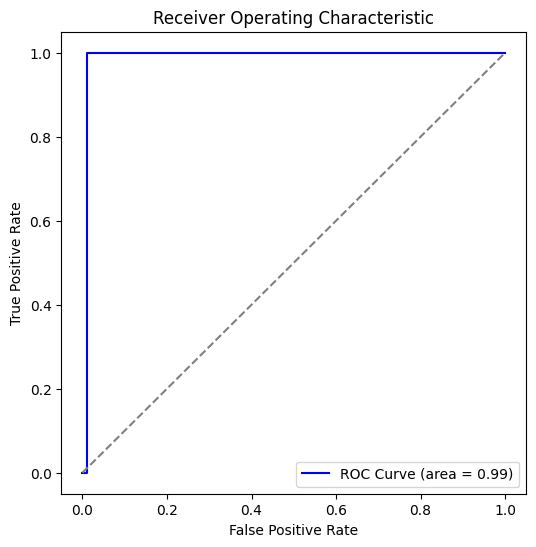 Receiver Operating Characteristic
1.0
0.8
0.6
0.4
0.2
0.0
True Positive Rate
ROC Curve (area = 0.99)
0.0 0.2 0.4 0.6 0.8 1.0
False Positive Rate